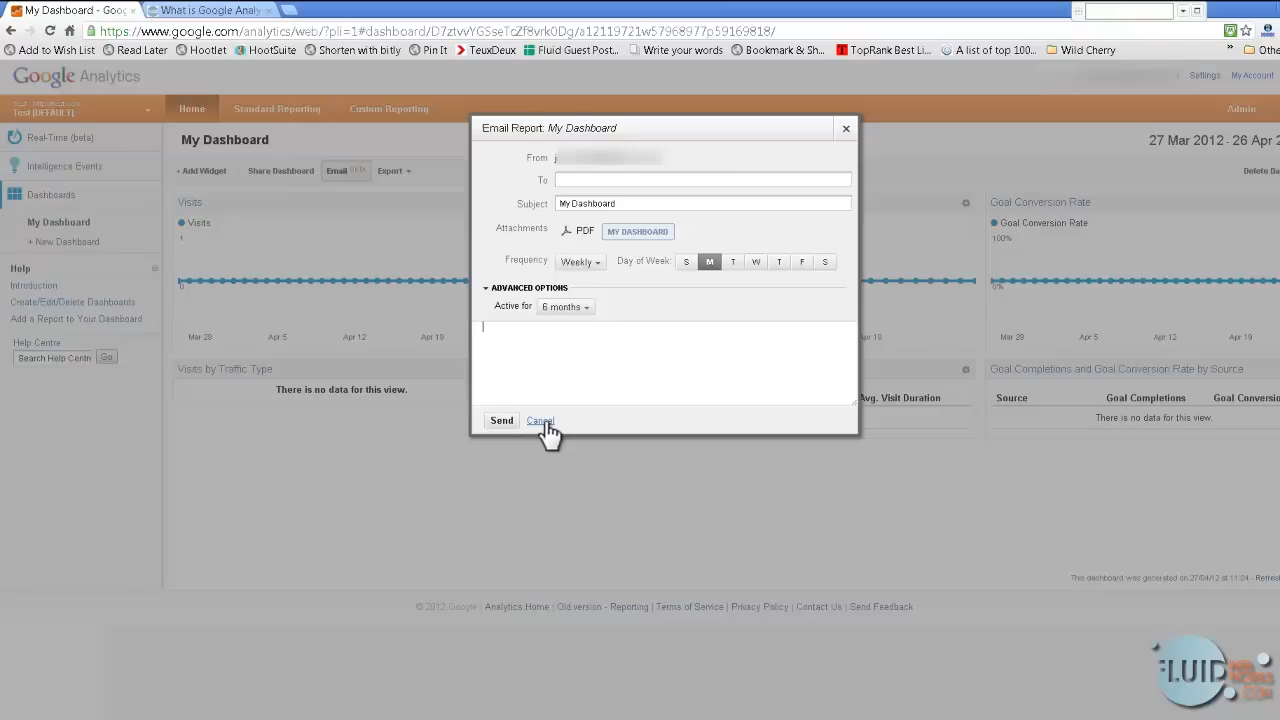 My Dashboard - Goog
What is Google Analyt
https://www.google.com/analytics/web/?pli=1#dashboard/D7ztvvYGSseTcZf8vrk0Dg/a12119721w57968977p59169818/
Add to Wish List
Read Later
Hootlet
HootSuite
Shorten with bitly
Pin It
TeuxDeux
Fluid Guest Post...
Write your words
Bookmark & Sh...
TopRank Best Li...
A list of top 100...
Wild Cherry
»
Othe
Google Analytics
Settings
My Account
Test [DEFAULT]
Home
Standard Reporting
Custom Reporting
Admin
Real-Time (beta)
Intelligence Events
Dashboards
My Dashboard
+ New Dashboard
Help
Introduction
Create/Edit/Delete Dashboards
Add a Report to Your Dashboard
Help Centre
Search Help Centr
Go
My Dashboard
27 Mar 2012 - 26 Apr 2
+ Add Widget
Share Dashboard
Email BETA
Export
Delete Da
Visits
Visits
1
0
Mar 29
Apr 5
Apr 12
Apr 19
Visits by Traffic Type
There is no data for this view.
Email Report: My Dashboard
From j
To
Subject My Dashboard
Attachments PDF MY DASHBOARD
Frequency Weekly Day of Week: S M T W T F S
ADVANCED OPTIONS
Active for 6 months
Send Cancel
Apr 19
Avg. Visit Duration
Goal Conversion Rate
Goal Conversion Rate
100%
0%
Mar 29
Apr 5
Apr 12
Goal Completions and Goal Conversion Rate by Source
Source
Goal Completions
Goal Conversio
There is no data for this view.
This dashboard was generated on 27/04/12 at 11:04 - Refresh
© 2012 Google | Analytics Home | Old version - Reporting | Terms of Service | Privacy Policy | Contact Us | Send Feedback
FLUID
.COM